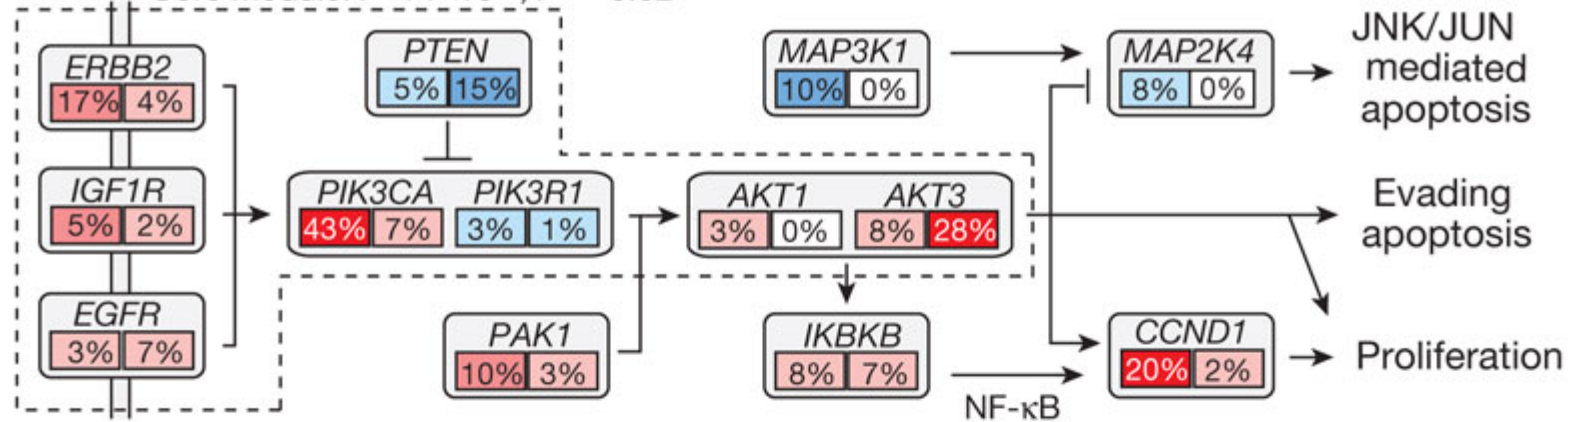 ERBB2
17% 4%
IGF1R
5% 2%
EGFR
3% 7%
PTEN
5% 15%
PIK3CA PIK3R1
43% 7% 3% 1%
PAK1
10% 3%
MAP3K1
10% 0%
AKT1 AKT3
3% 0% 8% 28%
IKBKB
8% 7%
NF-κB
MAP2K4
8% 0%
CCND1
20% 2%
JNK/JUN
mediated
apoptosis
Evading
apoptosis
Proliferation